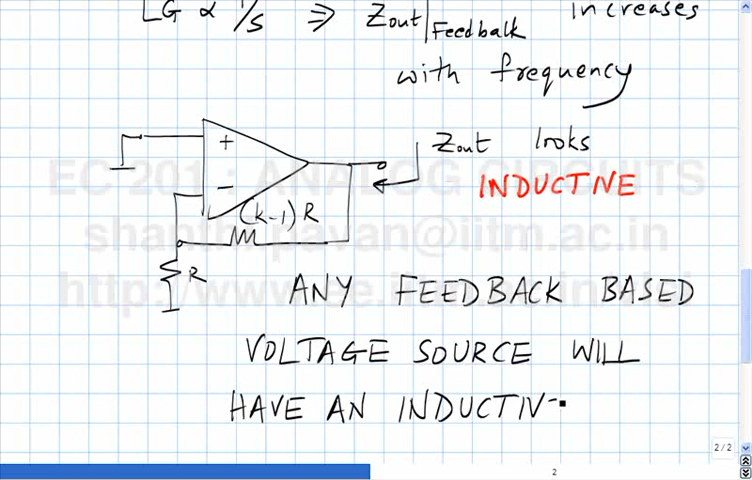 LG ∝ 1/s ⇒ Zout|Feedback increases
with frequency
+
Zout looks
INDUCTIVE
EC 201 : ANALOG CIRCUITS
−
(k-1) R
shanthi.pavan@iitm.ac.in
R
ANY FEEDBACK BASED
VOLTAGE SOURCE WILL
HAVE AN INDUCTIV
2/2
2